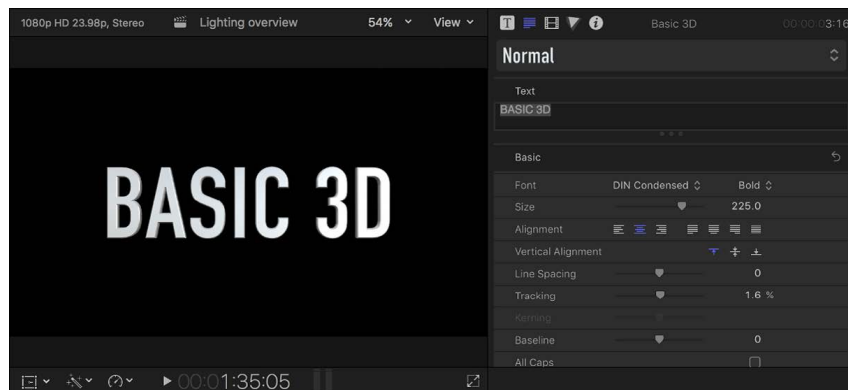 1080p HD 23.98p, Stereo Lighting overview 54% View
T i Basic 3D 00:00:03:16
Normal
Text
BASIC 3D
BASIC 3D
Basic
Font DIN Condensed Bold
Size 225.0
Alignment
Vertical Alignment
Line Spacing 0
Tracking 1.6 %
Kerning
Baseline 0
All Caps
00:01:35:05